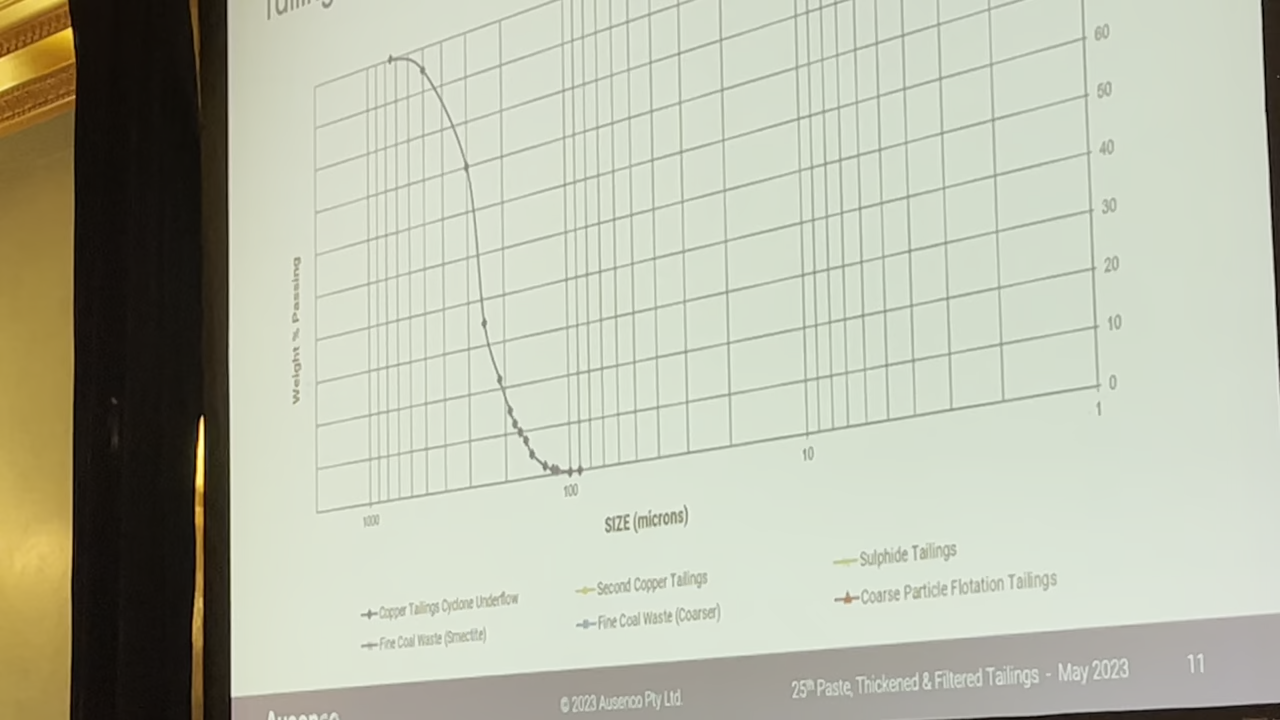 60
50
40
30
20
10
0
Weight % Passing
1000
100
10
1
SIZE (microns)
Copper Tailings Cyclone Underflow
Second Copper Tailings
Sulphide Tailings
Fine Coal Waste (Smectite)
Fine Coal Waste (Coarser)
Coarse Particle Flotation Tailings
Ausenco
© 2023 Ausenco Pty Ltd.
25th Paste, Thickened & Filtered Tailings - May 2023
11